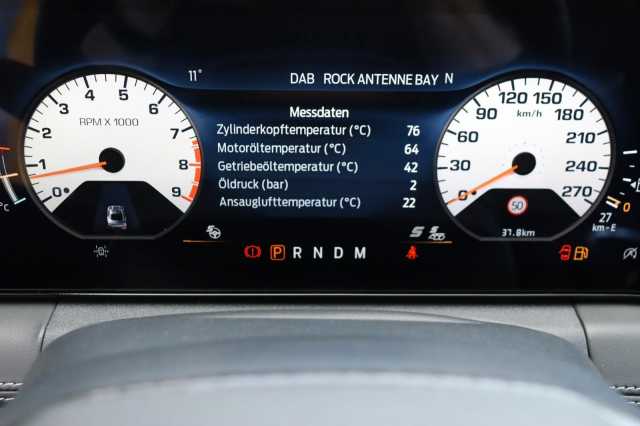 11°
DAB ROCK ANTENNE BAY N
Messdaten
Zylinderkopftemperatur (°C) 76
Motoröltemperatur (°C) 64
Getriebeöltemperatur (°C) 42
Öldruck (bar) 2
Ansauglufttemperatur (°C) 22
0 1 2 3 4 5 6 7 8 9
RPM X 1000
0 30 60 90 120 150 180 210 240 270
km/h
50
37.8km
27
km - E
°C
0
P R N D M
S